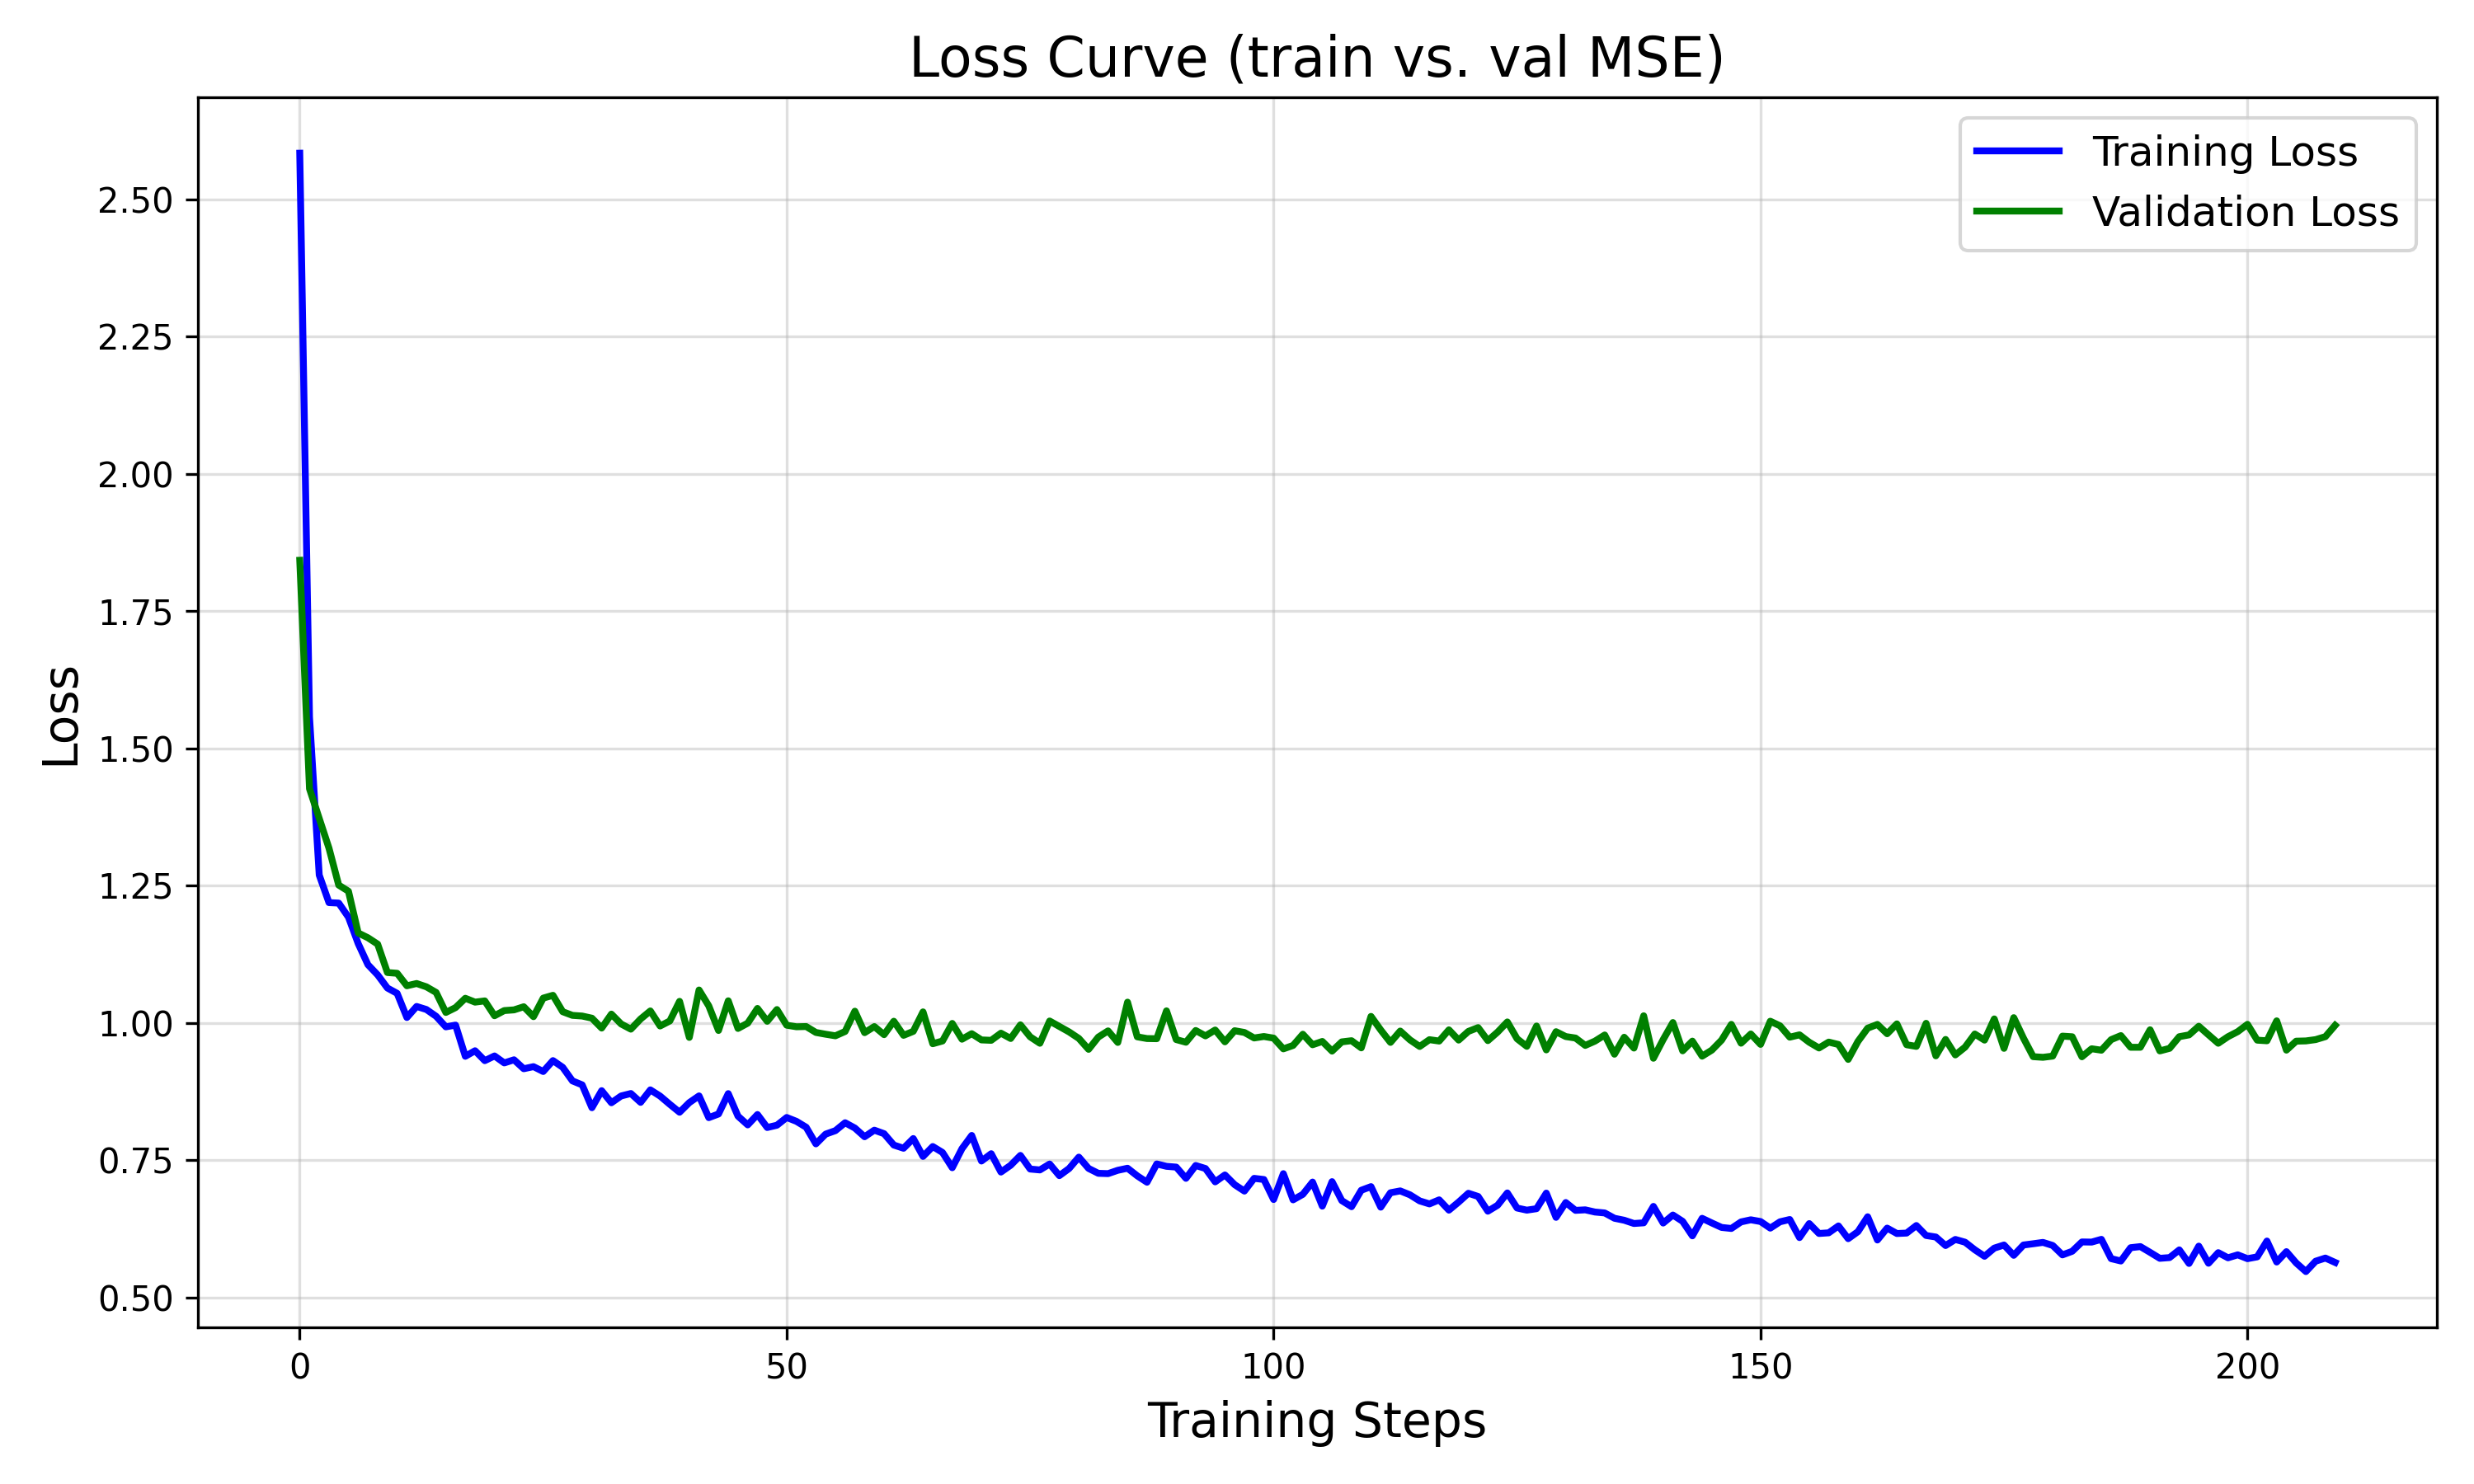 Loss Curve (train vs. val MSE)
Training Loss
Validation Loss
2.50
2.25
2.00
1.75
1.50
1.25
1.00
0.75
0.50
Loss
0 50 100 150 200
Training Steps